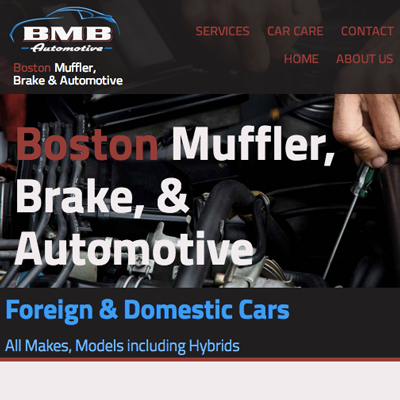 BMB
Automotive
Boston Muffler,
Brake & Automotive
SERVICES CAR CARE CONTACT
HOME ABOUT US
Boston Muffler,
Brake, &
Automotive
Foreign & Domestic Cars
All Makes, Models including Hybrids